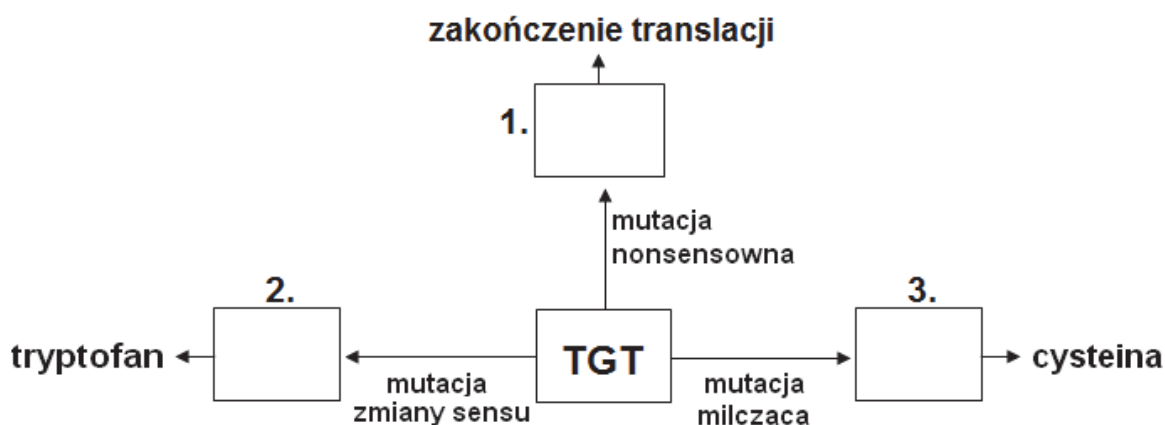 zakończenie translacji
1.
mutacja
nonsensowna
2.
3.
tryptofan
TGT
cysteina
mutacja
zmiany sensu
mutacja
milcząca